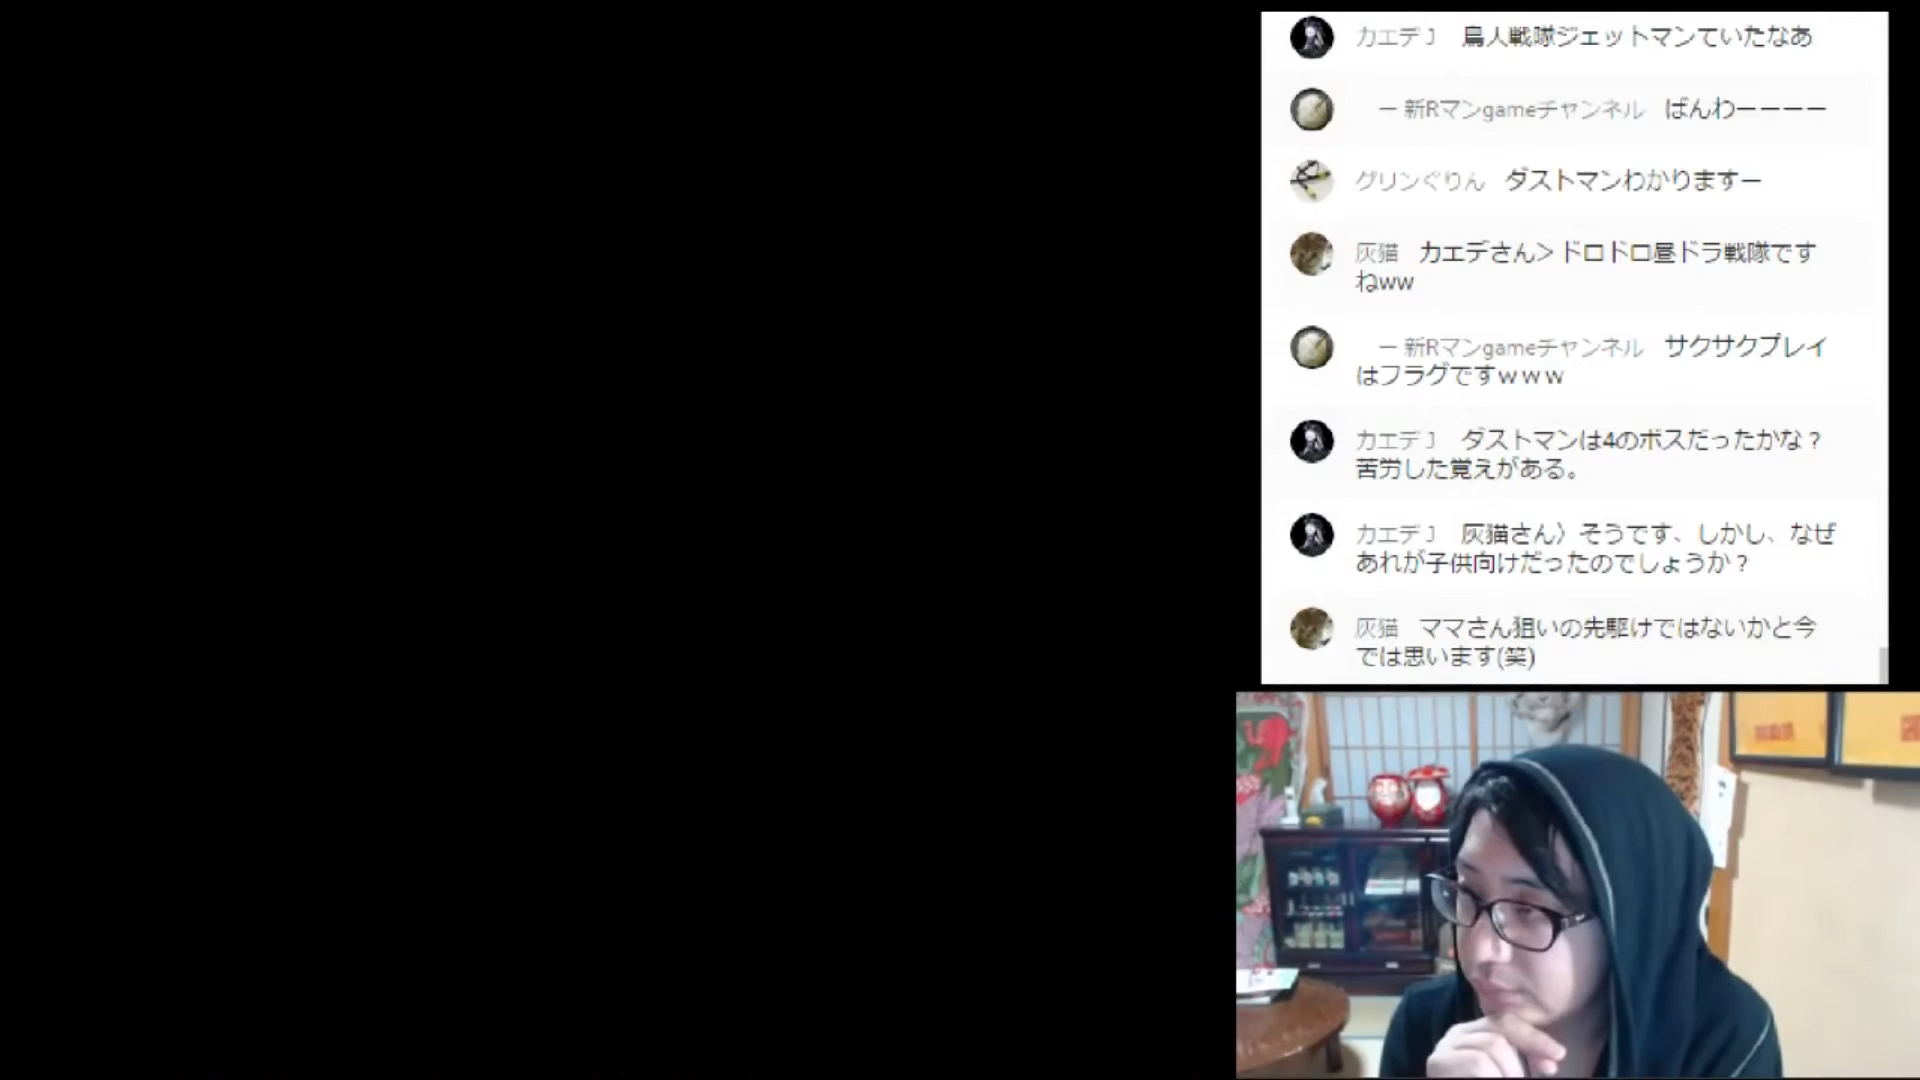 カエデJ 鳥人戦隊ジェットマンていたなあ
ー 新Rマンgameチャンネル ばんわーーーー
グリンぐりん ダストマンわかりますー
灰猫 カエデさん＞ドロドロ昼ドラ戦隊です
ねww
ー 新Rマンgameチャンネル サクサクプレイ
はフラグですｗｗｗ
カエデJ ダストマンは4のボスだったかな？
苦労した覚えがある。
カエデJ 灰猫さん〉そうです、しかし、なぜ
あれが子供向けだったのでしょうか？
灰猫 ママさん狙いの先駆けではないかと今
では思います(笑)